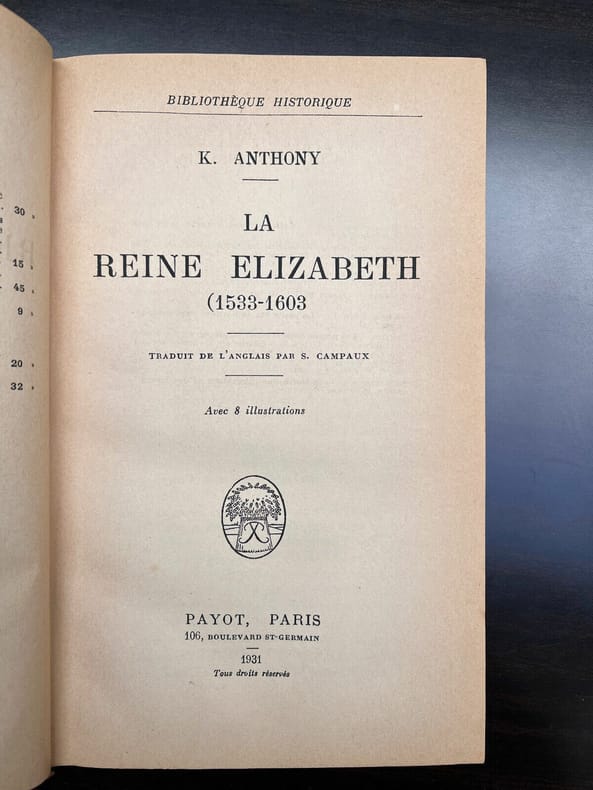 BIBLIOTHÈQUE HISTORIQUE
K. ANTHONY
LA
REINE ELIZABETH
(1533-1603
TRADUIT DE L'ANGLAIS PAR S. CAMPAUX
Avec 8 illustrations
PAYOT, PARIS
106, BOULEVARD ST-GERMAIN
1931
Tous droits réservés
30
15
45
9
20
32